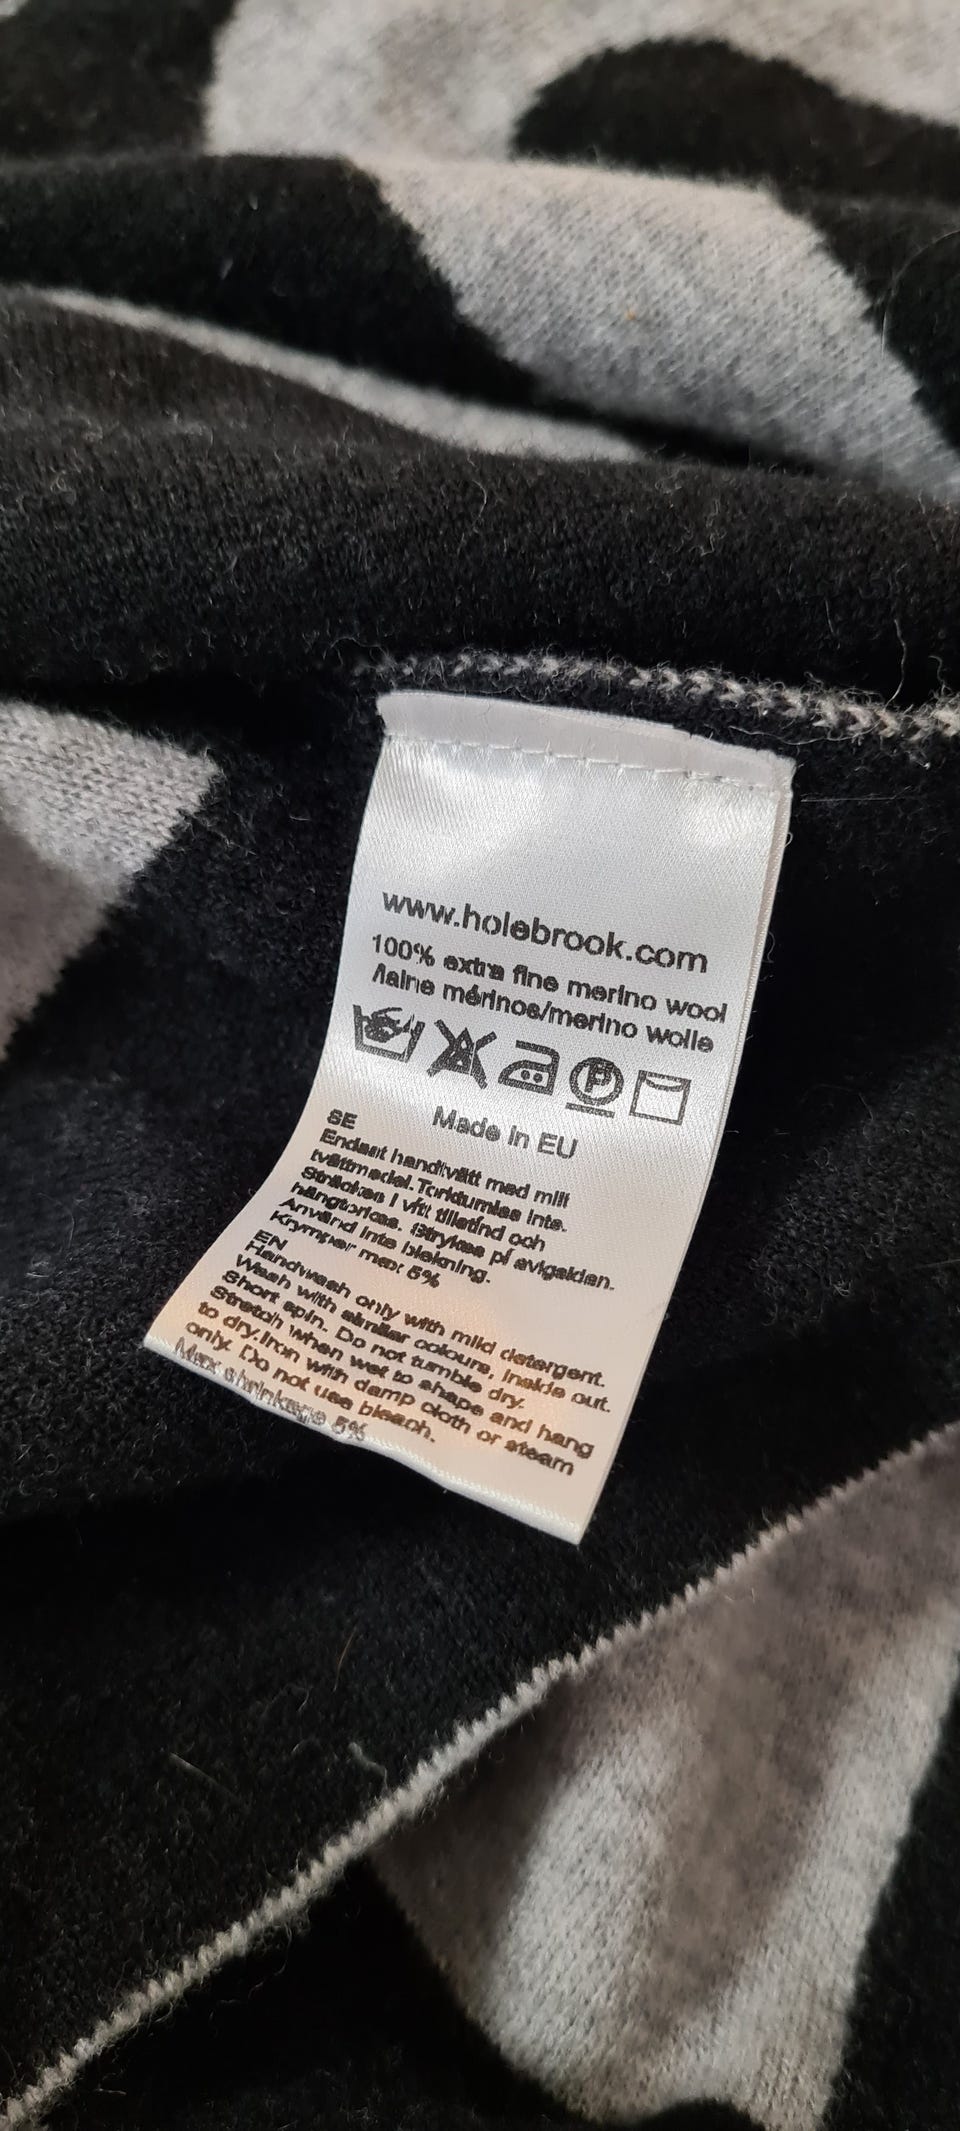 www.holebrook.com
100% extra fine merino wool
/laine mérinos/merino wolle
P
Made in EU
SE
Endast handtvätt med milt
tvättmedel. Torktumlas inte.
Sträckes i vått tillstånd och
hängtorkas. Strykes på avigsidan.
Använd inte blekning.
Krymper max 5%
EN
Handwash only with mild detergent.
Wash with similar colours, inside out.
Short spin. Do not tumble dry.
Stretch when wet to shape and hang
to dry.Iron with damp cloth or steam
only. Do not use bleach.
Max shrinkage 5%